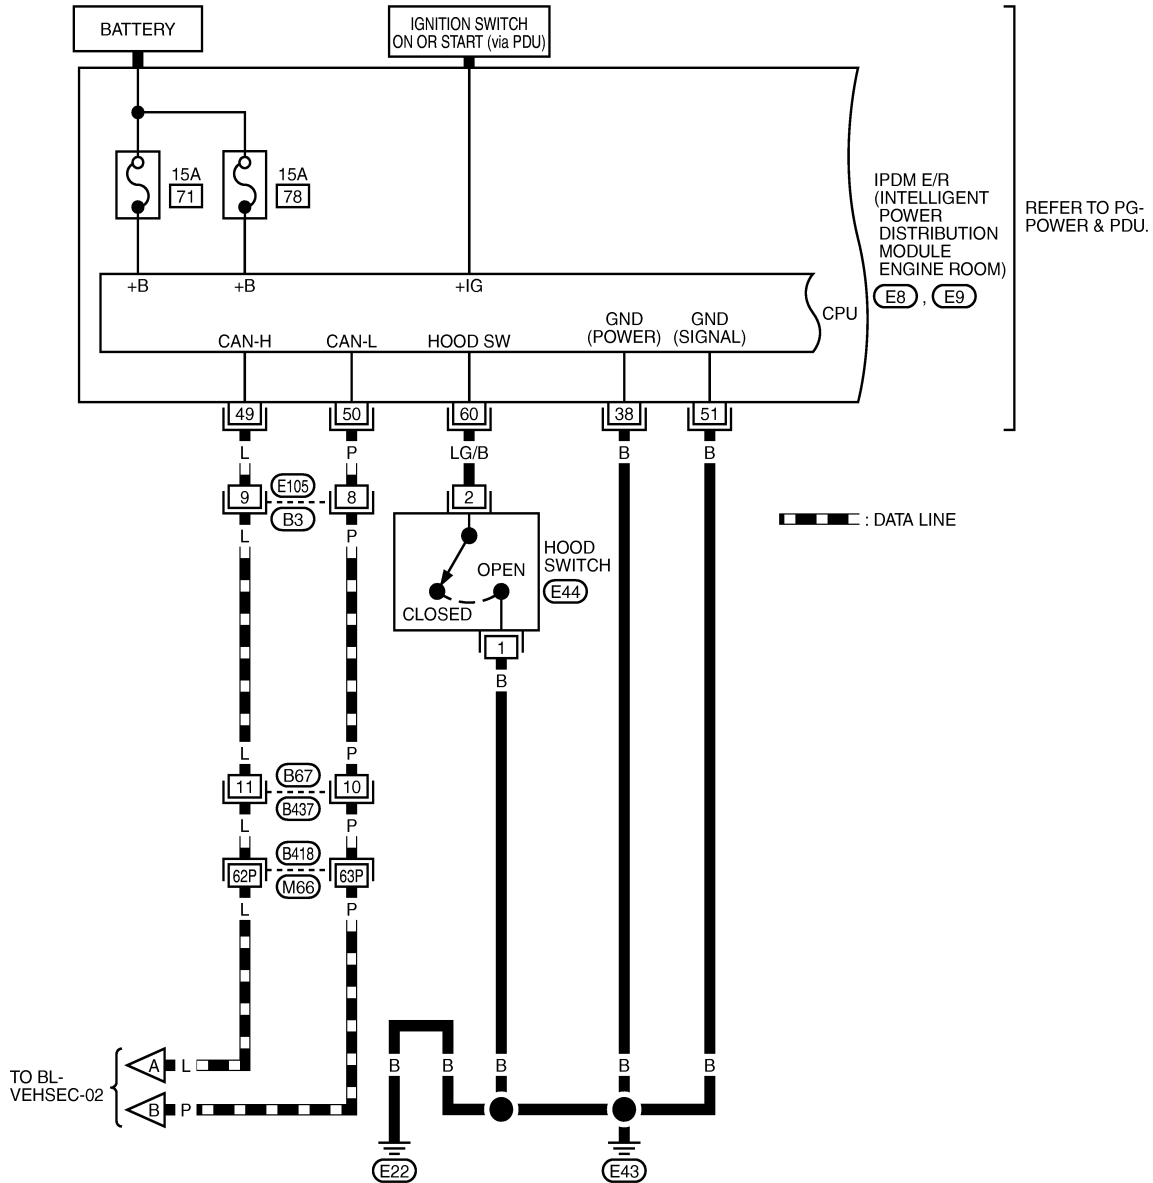 BATTERY
IGNITION SWITCH
ON OR START (via PDU)
15A
71
15A
78
IPDM E/R
(INTELLIGENT
POWER
DISTRIBUTION
MODULE
ENGINE ROOM)
E8 , E9
REFER TO PG-
POWER & PDU.
+B
+B
+IG
CPU
CAN-H
CAN-L
HOOD SW
GND
(POWER)
GND
(SIGNAL)
49
50
60
38
51
L
P
LG/B
B
B
9
E105
8
2
B3
L
P
: DATA LINE
HOOD
SWITCH
E44
OPEN
CLOSED
1
B
L
P
11
B67
10
B437
L
P
62P
B418
63P
M66
L
P
TO BL-
VEHSEC-02
A
L
B
P
B
B
B
B
B
E22
E43